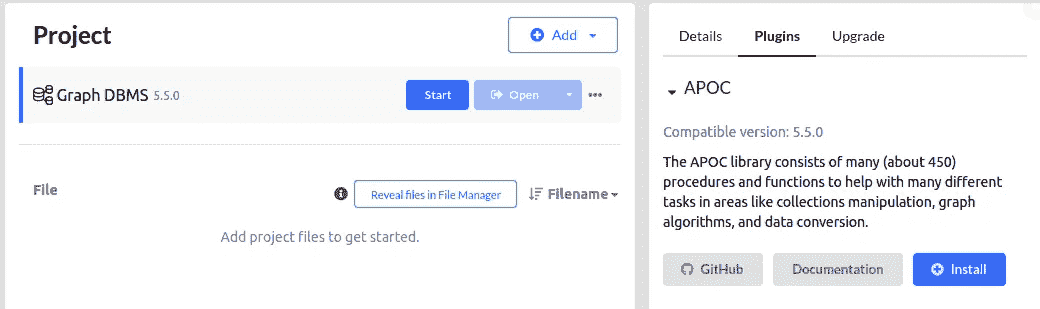 Project
Add
Graph DBMS 5.5.0
Start
Open
File
Reveal files in File Manager
Filename
Add project files to get started.
Details
Plugins
Upgrade
APOC
Compatible version: 5.5.0
The APOC library consists of many (about 450)
procedures and functions to help with many different
tasks in areas like collections manipulation, graph
algorithms, and data conversion.
GitHub
Documentation
Install